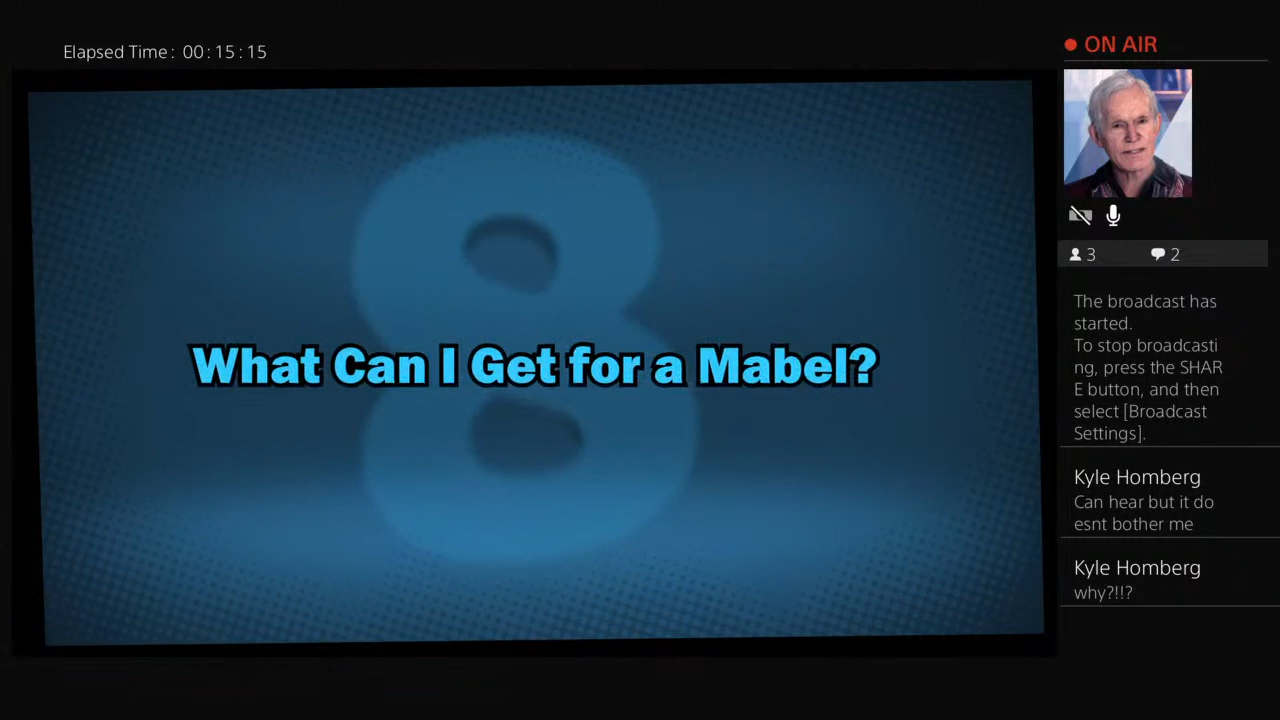 Elapsed Time: 00:15:15
ON AIR
8
What Can I Get for a Mabel?
3
2
The broadcast has
started.
To stop broadcasti
ng, press the SHAR
E button, and then
select [Broadcast
Settings].
Kyle Homberg
Can hear but it do
esnt bother me
Kyle Homberg
why?!!?